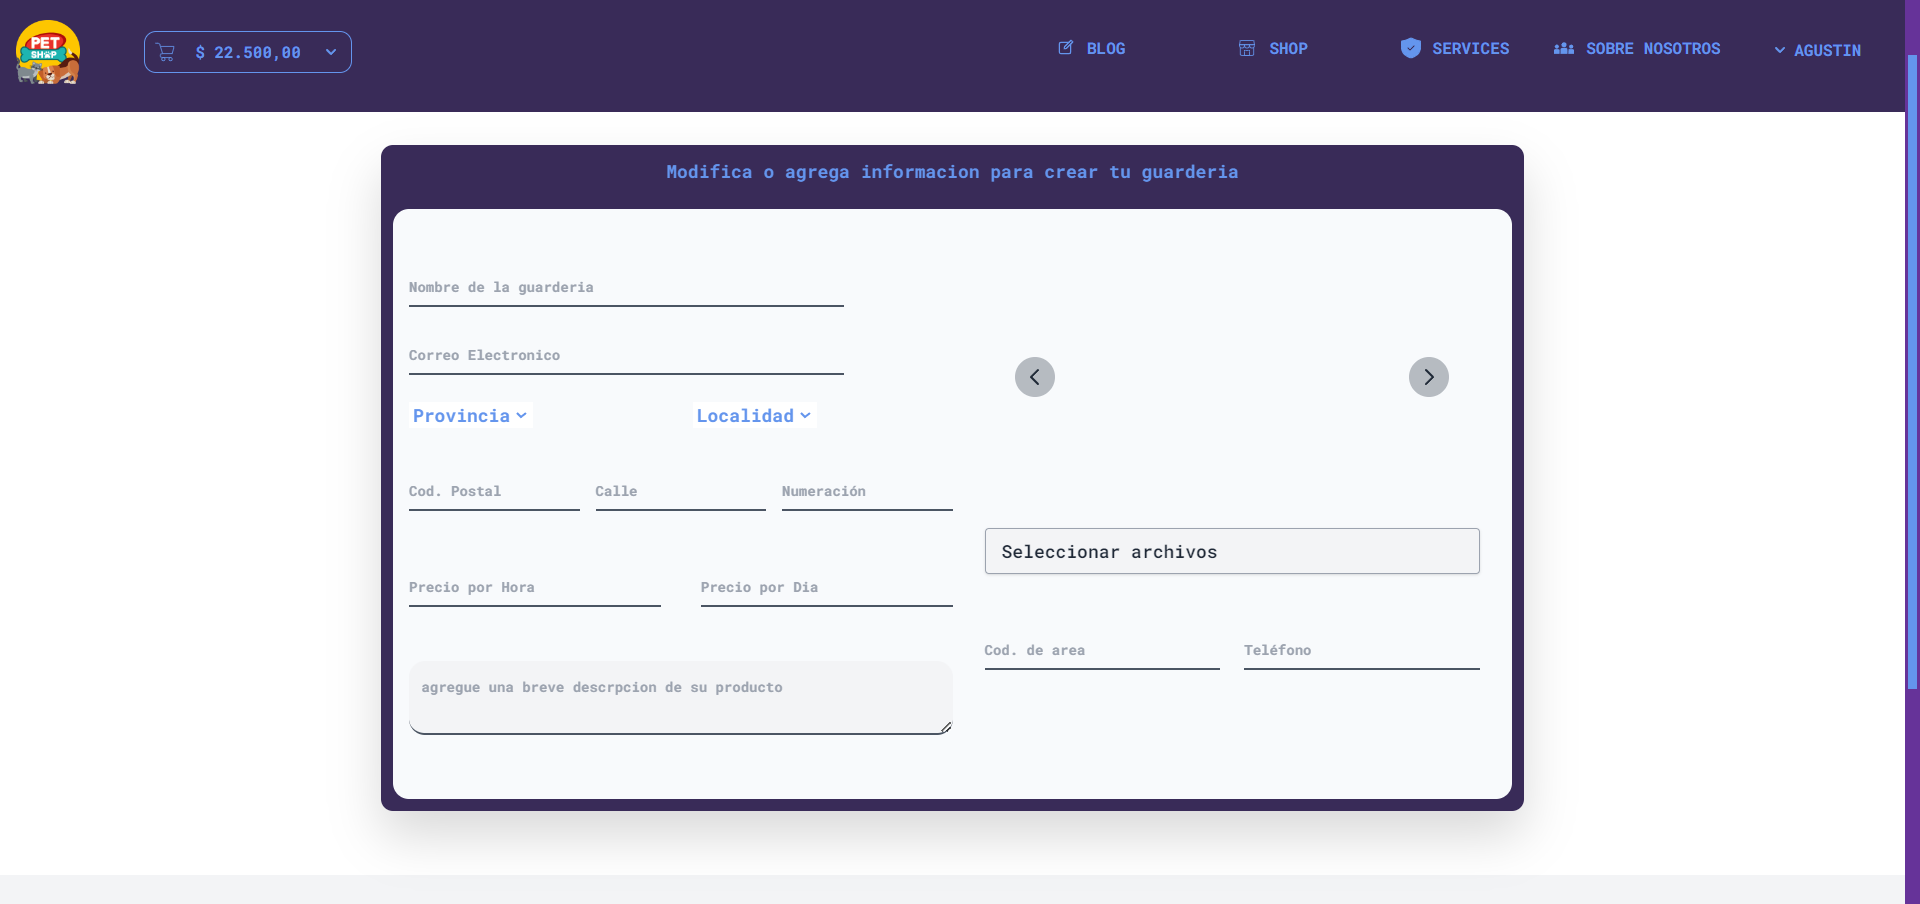 PET
SHOP
$ 22.500,00
BLOG
SHOP
SERVICES
SOBRE NOSOTROS
AGUSTIN
Modifica o agrega informacion para crear tu guarderia
Nombre de la guarderia
Correo Electronico
Provincia
Localidad
Cod. Postal
Calle
Numeración
Seleccionar archivos
Precio por Hora
Precio por Dia
Cod. de area
Teléfono
agregue una breve descrpcion de su producto